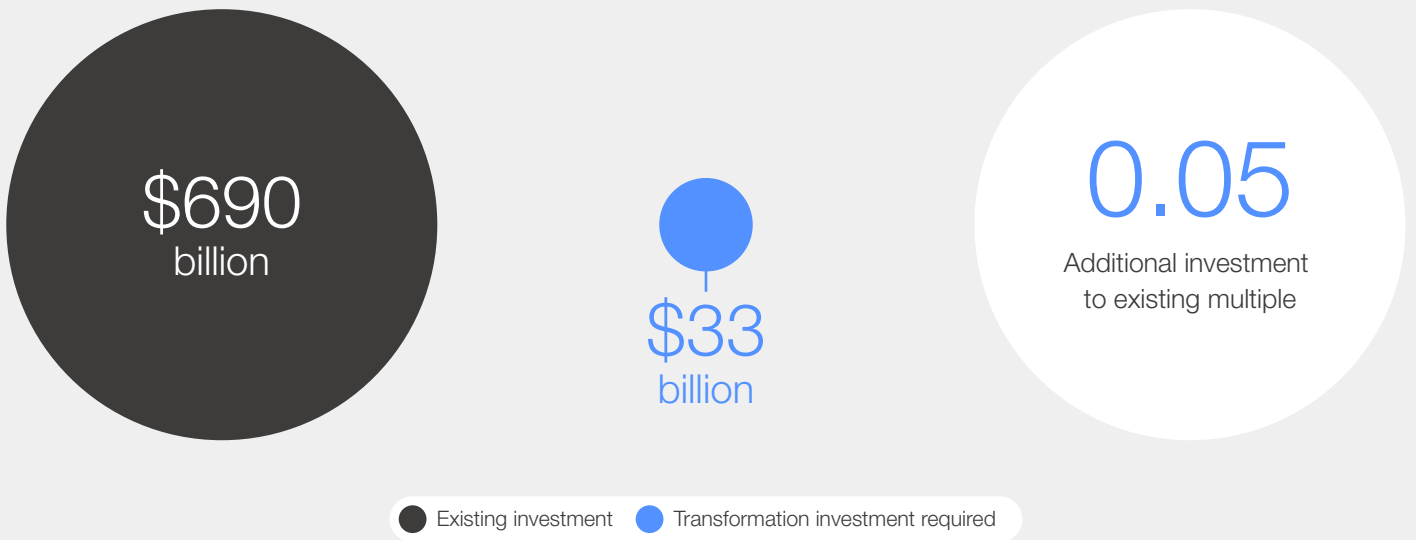 $690
billion
$33
billion
0.05
Additional investment
to existing multiple
Existing investment
Transformation investment required